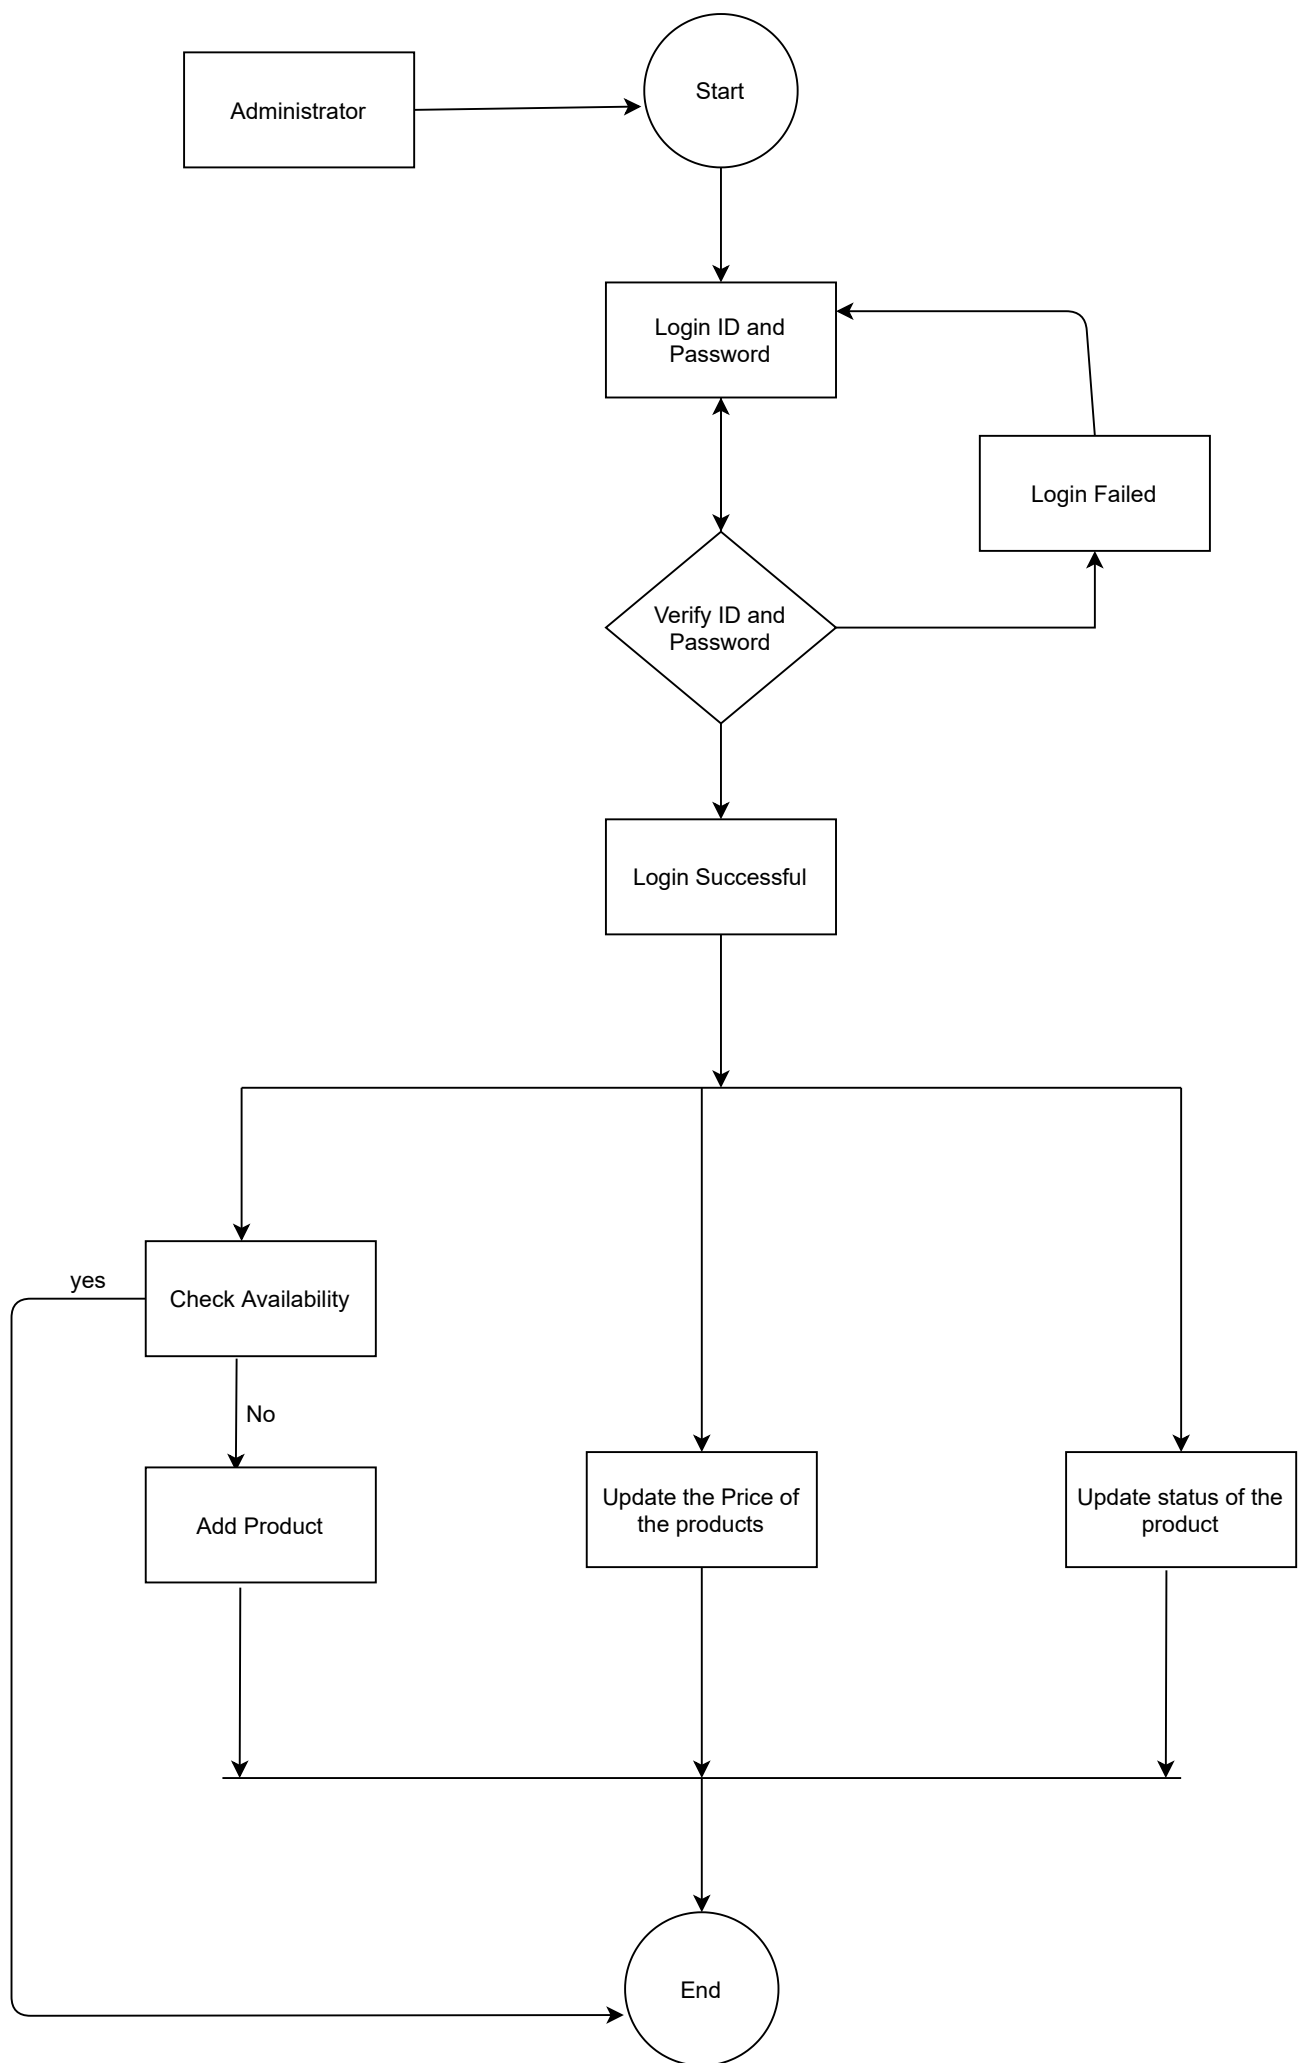 Start
Administrator
Login ID and
Password
Login Failed
Verify ID and
Password
Login Successful
yes
Check Availability
No
Add Product
Update the Price of
the products
Update status of the
product
End